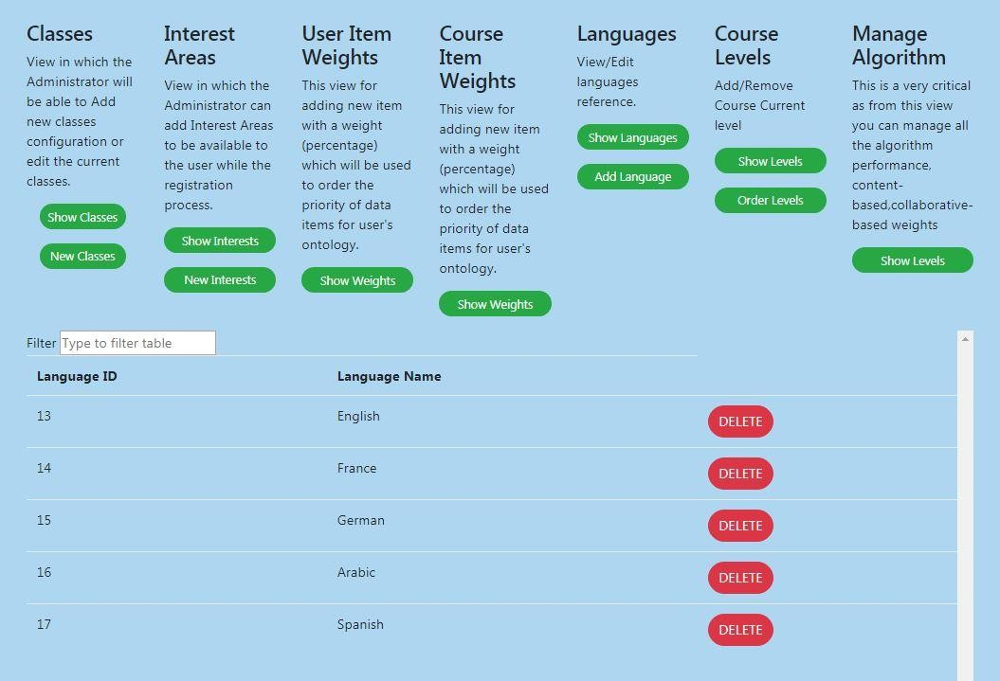 Classes
View in which the
Administrator will
be able to Add
new classes
configuration or
edit the current
classes.
Show Classes
New Classes
Interest
Areas
View in which the
Administrator can
add Interest Areas
to be available to
the user while the
registration
process.
Show Interests
New Interests
User Item
Weights
This view for
adding new item
with a weight
(percentage)
which will be used
to order the
priority of data
items for user's
ontology.
Show Weights
Course
Item
Weights
This view for
adding new item
with a weight
(percentage)
which will be used
to order the
priority of data
items for user's
ontology.
Show Weights
Languages
View/Edit
languages
reference.
Show Languages
Add Language
Course
Levels
Add/Remove
Course Current
level
Show Levels
Order Levels
Manage
Algorithm
This is a very critical
as from this view
you can manage all
the algorithm
performance,
content-
based,collaborative-
based weights
Show Levels
Filter Type to filter table
Language ID Language Name
13 English DELETE
14 France DELETE
15 German DELETE
16 Arabic DELETE
17 Spanish DELETE